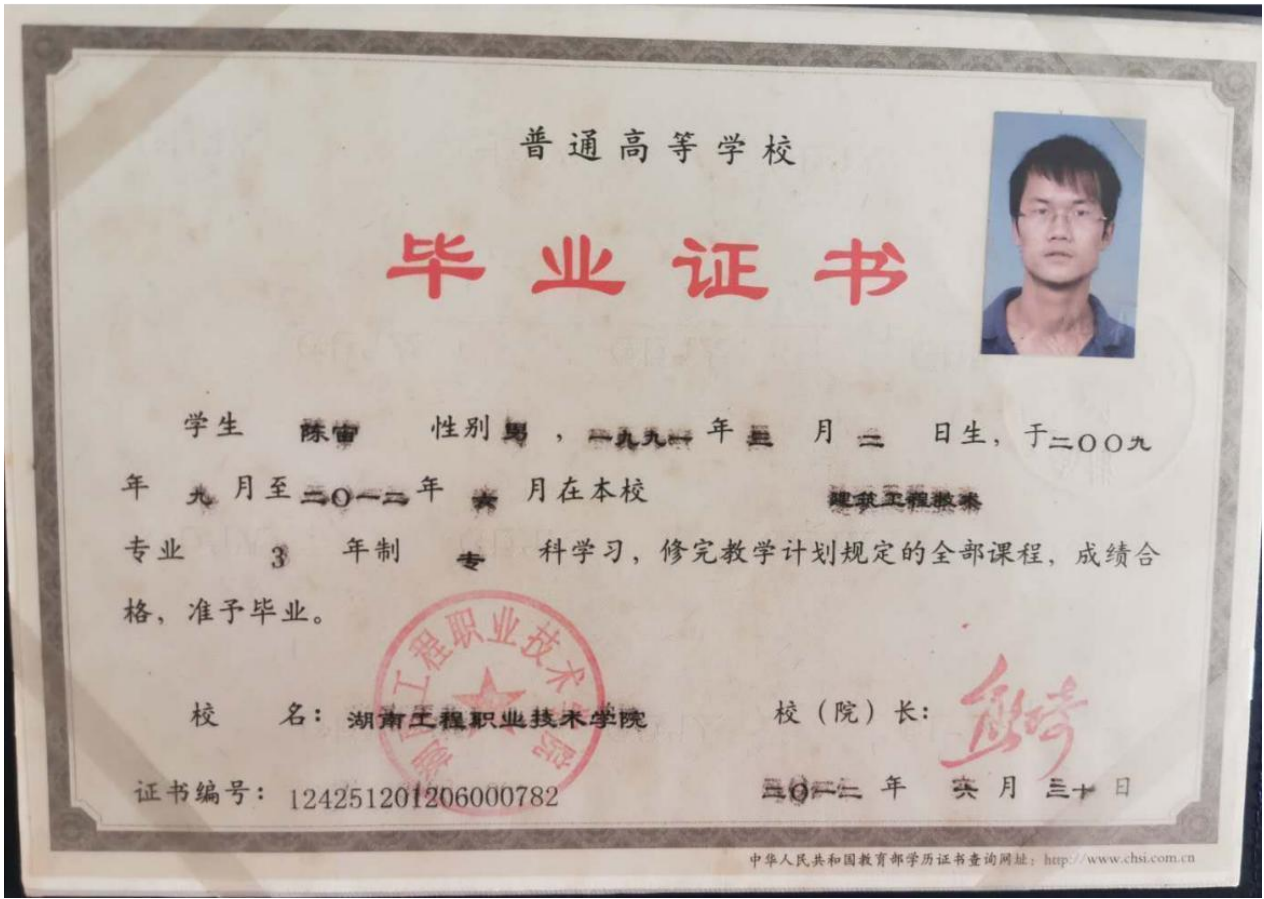 普通高等学校
毕业证书
学生 陈宙 性别 男，一九九一 年 三 月 二 日生，于二〇〇九
年 九 月至 二〇一二 年 六 月在本校 建筑工程技术
专业 3 年制 专 科学习，修完教学计划规定的全部课程，成绩合
格，准予毕业。
湖南工程职业技术学院
校 名：湖南工程职业技术学院 校（院）长：
证书编号：124251201206000782 二〇一二 年 六 月 三十 日
中华人民共和国教育部学历证书查询网址：http://www.chsi.com.cn